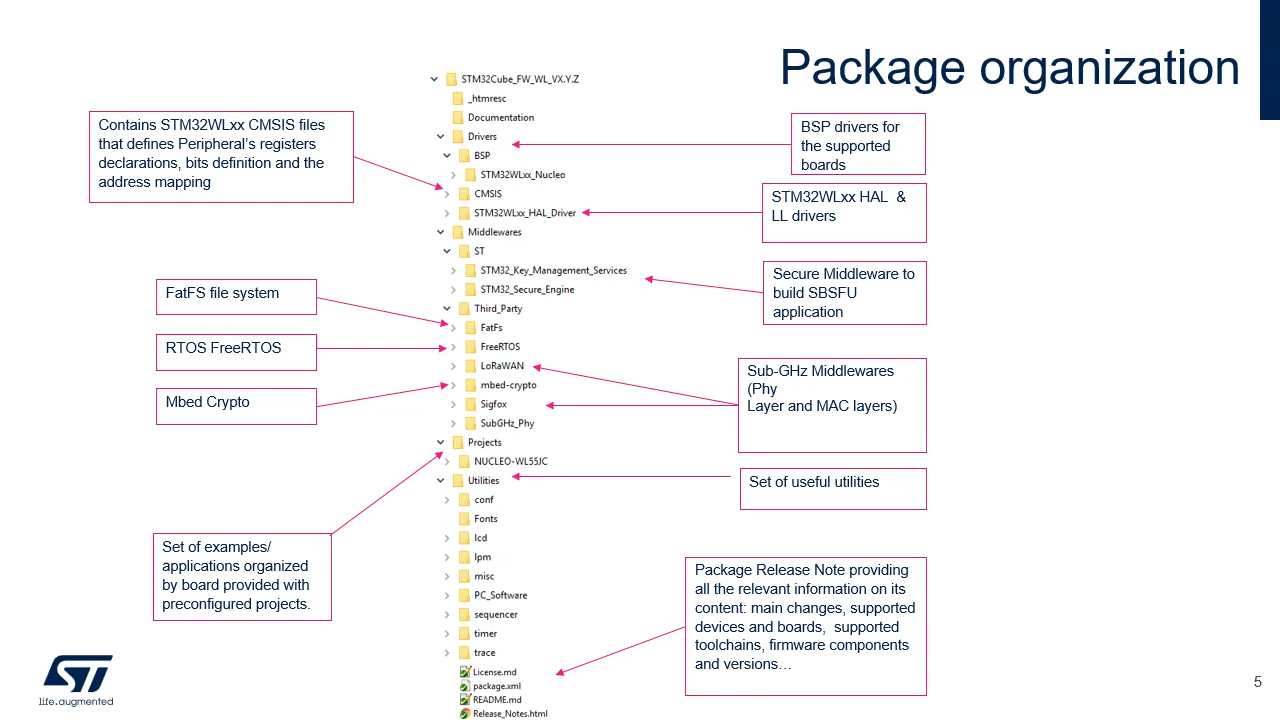 Package organization
STM32Cube_FW_WL_VX.Y.Z
_htmresc
Documentation
Drivers
BSP
STM32WLxx_Nucleo
CMSIS
STM32WLxx_HAL_Driver
Middlewares
ST
STM32_Key_Management_Services
STM32_Secure_Engine
Third_Party
FatFs
FreeRTOS
LoRaWAN
mbed-crypto
Sigfox
SubGHz_Phy
Projects
NUCLEO-WL55JC
Utilities
conf
Fonts
lcd
lpm
misc
PC_Software
sequencer
timer
trace
License.md
package.xml
README.md
Release_Notes.html
Contains STM32WLxx CMSIS files
that defines Peripheral's registers
declarations, bits definition and the
address mapping
FatFS file system
RTOS FreeRTOS
Mbed Crypto
Set of examples/
applications organized
by board provided with
preconfigured projects.
BSP drivers for
the supported
boards
STM32WLxx HAL &
LL drivers
Secure Middleware to
build SBSFU
application
Sub-GHz Middlewares
(Phy
Layer and MAC layers)
Set of useful utilities
Package Release Note providing
all the relevant information on its
content: main changes, supported
devices and boards, supported
toolchains, firmware components
and versions…
ST
life.augmented
5